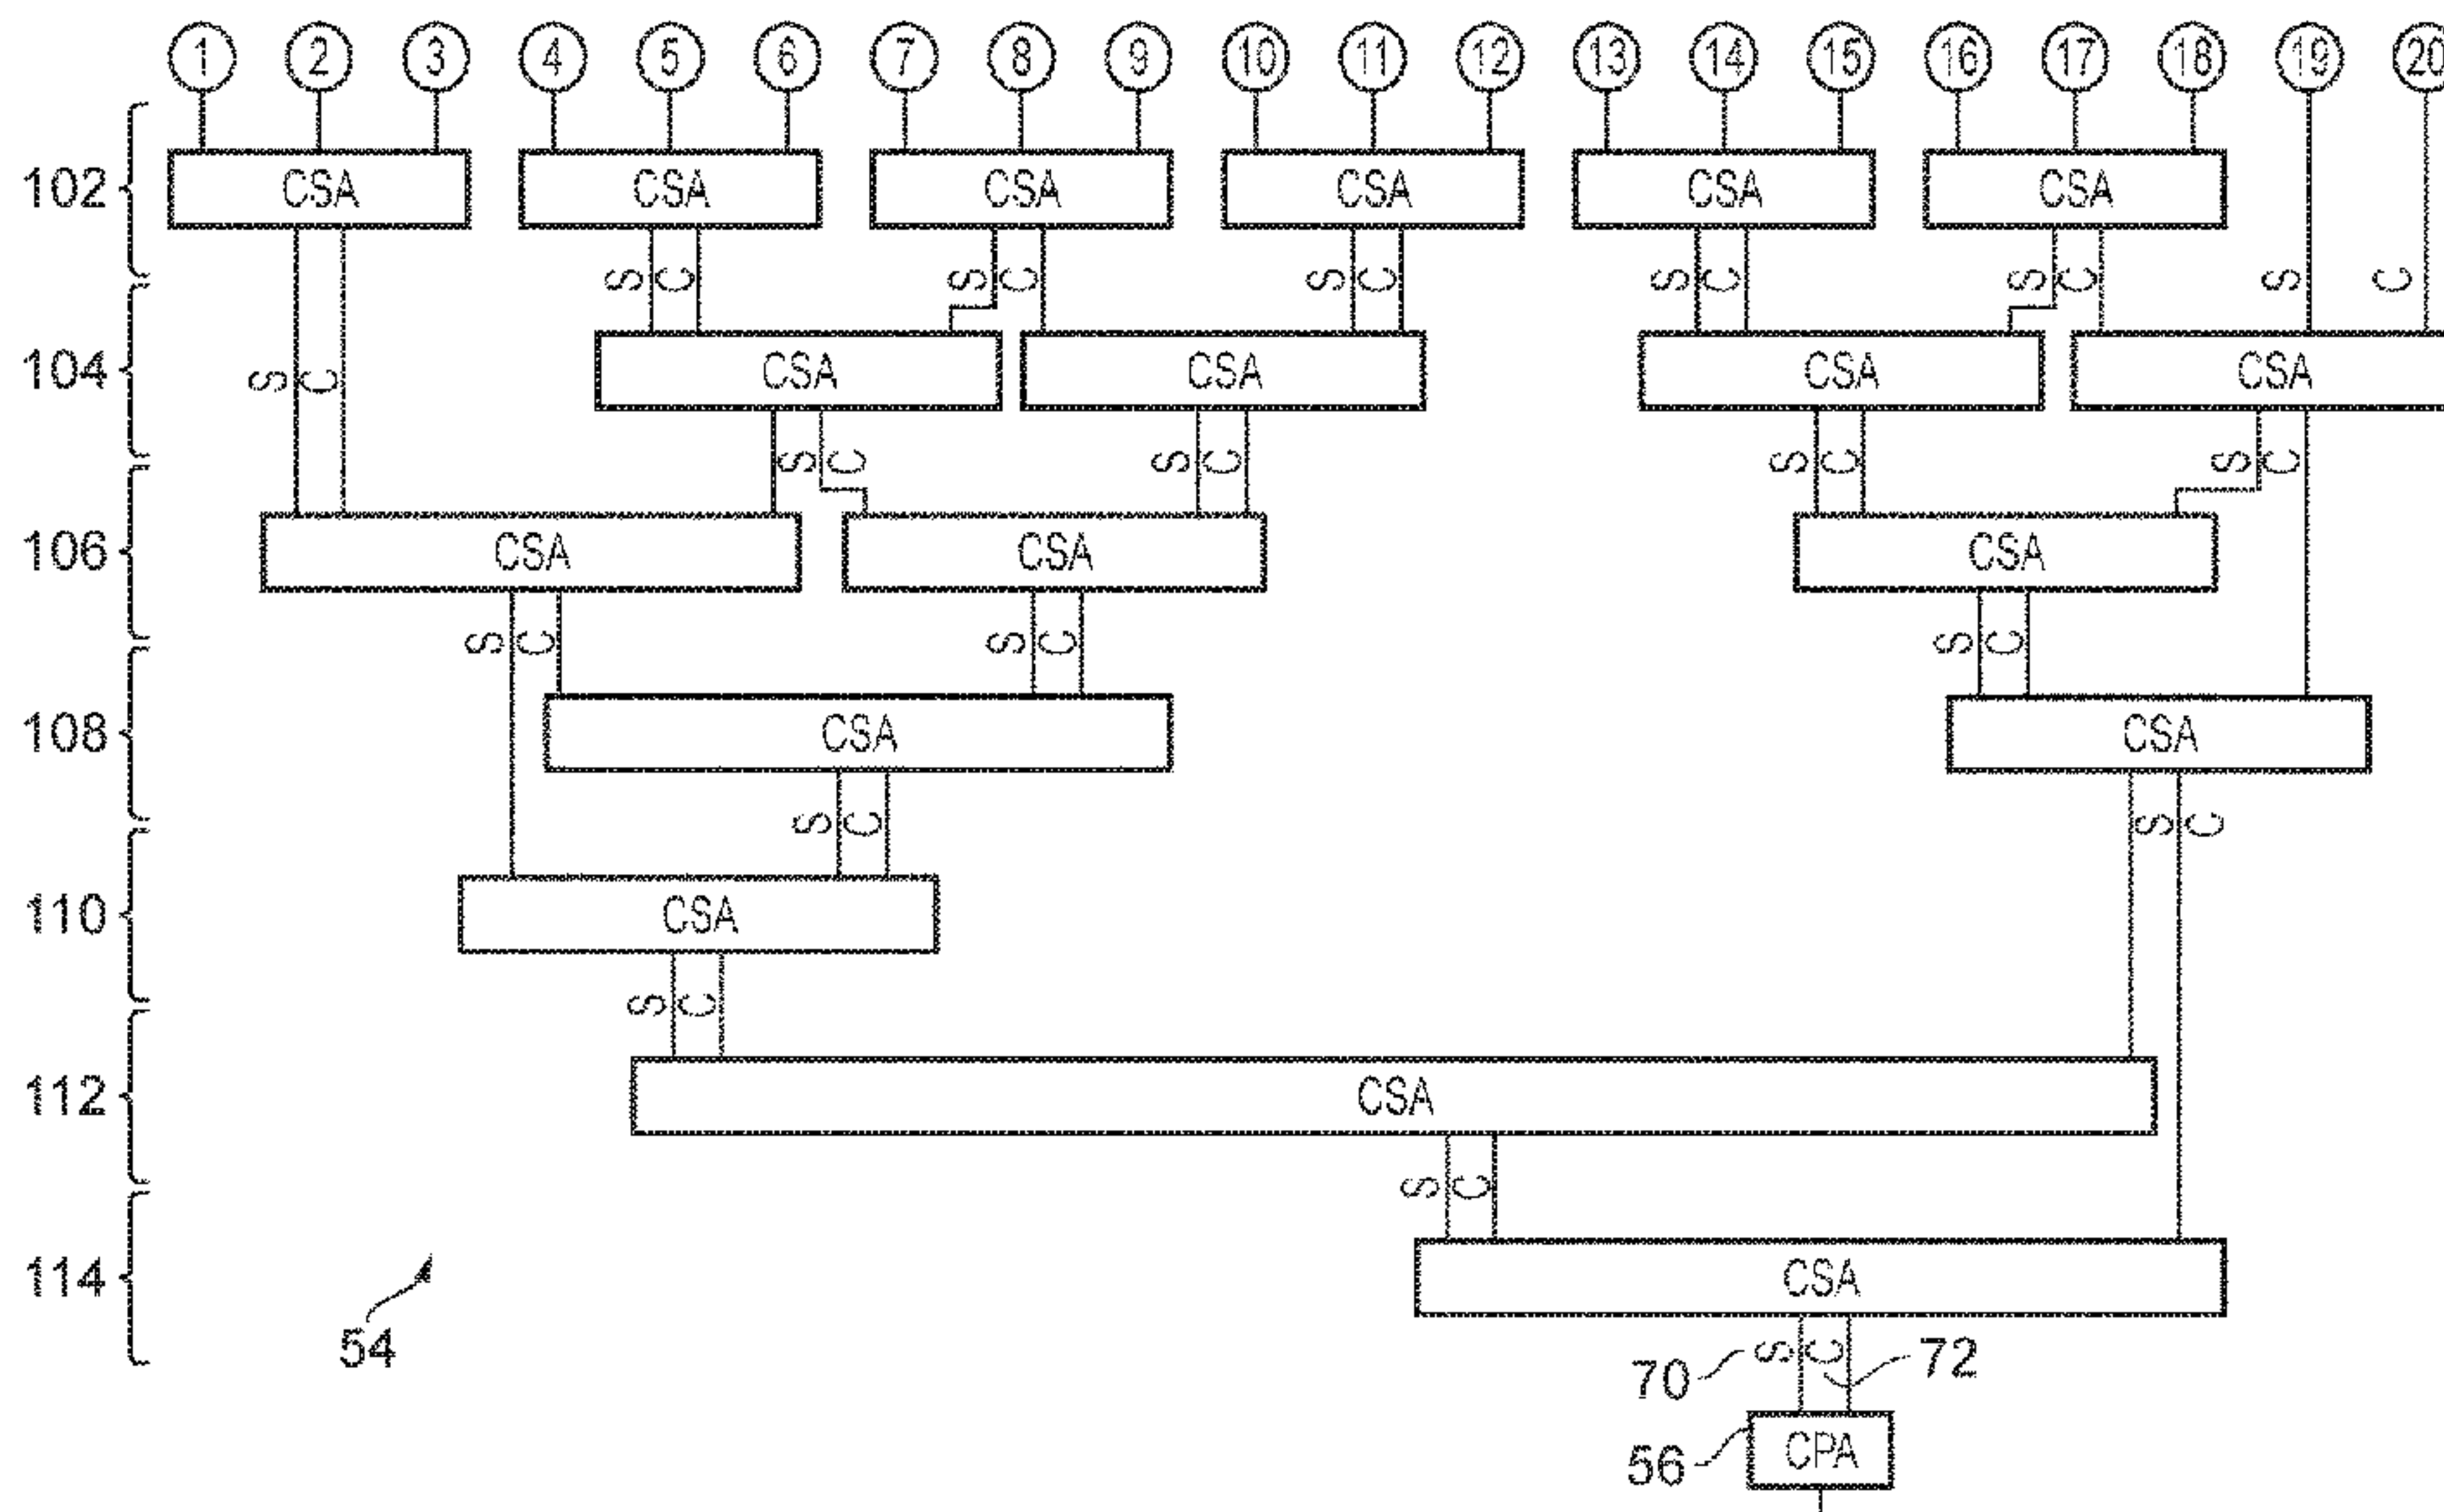 1 2 3 4 5 6 7 8 9 10 11 12 13 14 15 16 17 18 19 20
102 CSA CSA CSA CSA CSA CSA
S C S C S C S C S C S C
104 CSA CSA CSA CSA
S C
S C S C S C S C
106 CSA CSA CSA
S C S C S C
108 CSA CSA
S C S C
110 CSA
S C
112 CSA
S C
114 CSA
54
70 S C 72
56 CPA